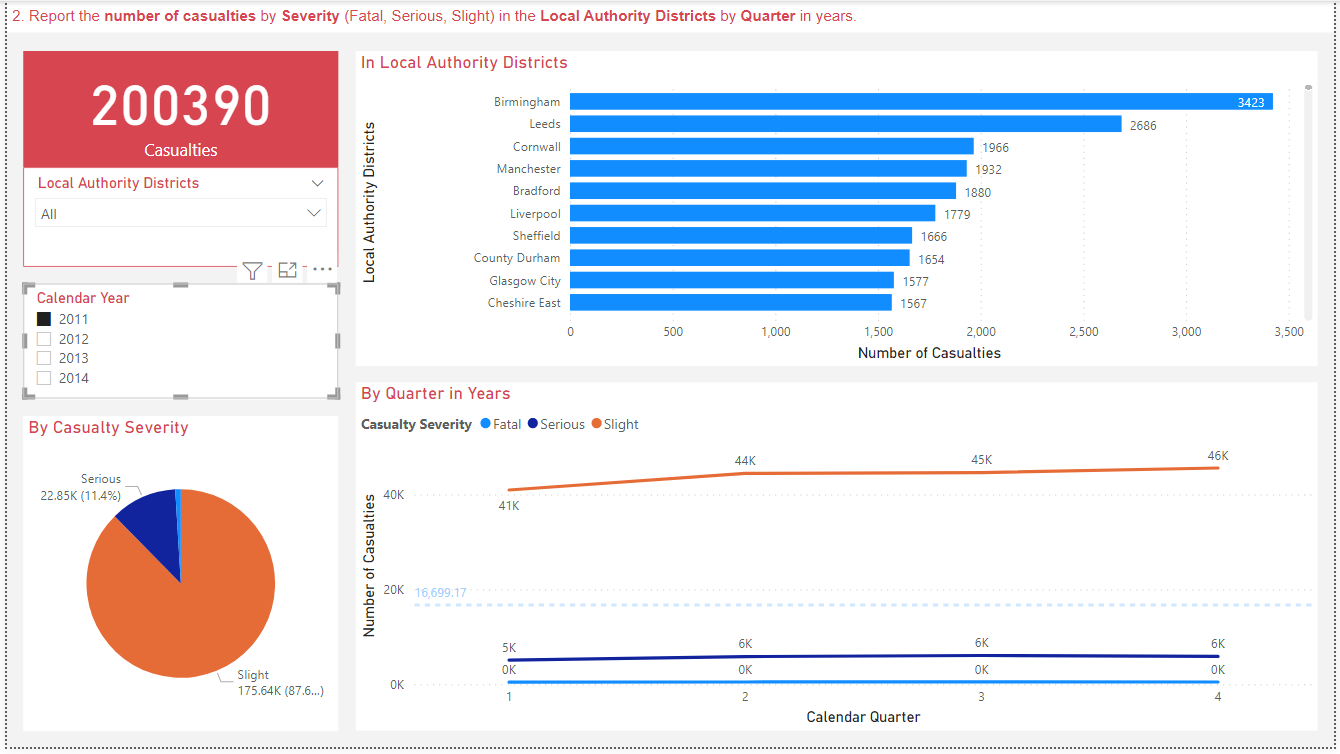 2. Report the number of casualties by Severity (Fatal, Serious, Slight) in the Local Authority Districts by Quarter in years.
200390
Casualties
Local Authority Districts
All
Calendar Year
2011
2012
2013
2014
By Casualty Severity
Serious
22.85K (11.4%)
Slight
175.64K (87.6...)
In Local Authority Districts
Local Authority Districts
Birmingham 3423
Leeds 2686
Cornwall 1966
Manchester 1932
Bradford 1880
Liverpool 1779
Sheffield 1666
County Durham 1654
Glasgow City 1577
Cheshire East 1567
0 500 1,000 1,500 2,000 2,500 3,000 3,500
Number of Casualties
By Quarter in Years
Casualty Severity Fatal Serious Slight
Number of Casualties
44K 45K 46K
40K
41K
20K 16,699.17
5K 6K 6K 6K
0K 0K 0K 0K
0K
1 2 3 4
Calendar Quarter